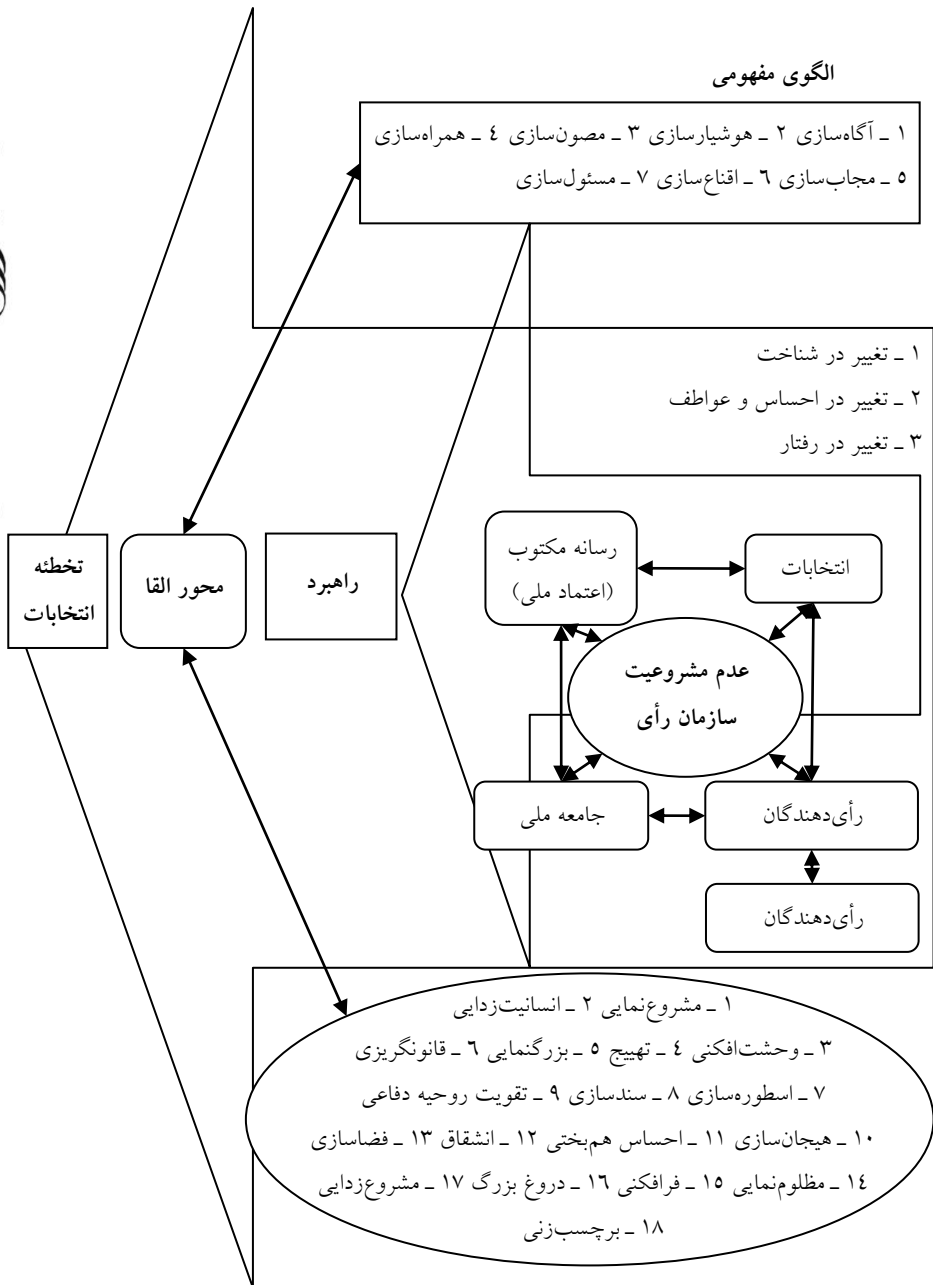 الگوی مفهومی
۱ ـ آگاه‌سازی ۲ ـ هوشیارسازی ۳ ـ مصون‌سازی ٤ ـ همراه‌سازی
٥ ـ مجاب‌سازی ٦ ـ اقناع‌سازی ۷ ـ مسئول‌سازی
۱ ـ تغییر در شناخت
۲ ـ تغییر در احساس و عواطف
۳ ـ تغییر در رفتار
انتخابات
رسانه مکتوب
(اعتماد ملی)
راهبرد
محور القا
تخطئه
انتخابات
عدم مشروعیت
سازمان رأی
رأی‌دهندگان
جامعه ملی
رأی‌دهندگان
۱ ـ مشروع‌نمایی ۲ ـ انسانیت‌زدایی
۳ ـ وحشت‌افکنی ٤ ـ تهییج ٥ ـ بزرگنمایی ٦ ـ قانونگریزی
۷ ـ اسطوره‌سازی ۸ ـ سندسازی ۹ ـ تقویت روحیه دفاعی
۱۰ ـ هیجان‌سازی ۱۱ ـ احساس هم‌بختی ۱۲ ـ انشقاق ۱۳ ـ فضاسازی
۱٤ ـ مظلوم‌نمایی ۱٥ ـ فرافکنی ۱٦ ـ دروغ بزرگ ۱۷ ـ مشروع‌زدایی
۱۸ ـ برچسب‌زنی